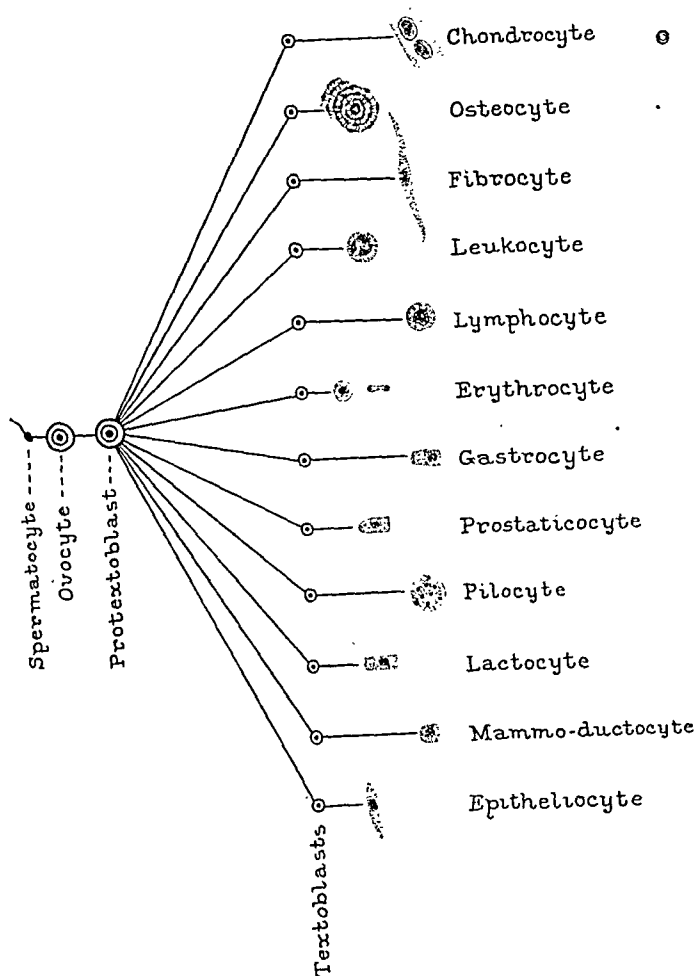 Chondrocyte
Osteocyte
Fibrocyte
Leukocyte
Lymphocyte
Erythrocyte
Gastrocyte
Prostaticocyte
Pilocyte
Lactocyte
Mammo-ductocyte
Epitheliocyte
Spermatocyte
Ovocyte
Protextoblast
Textoblasts